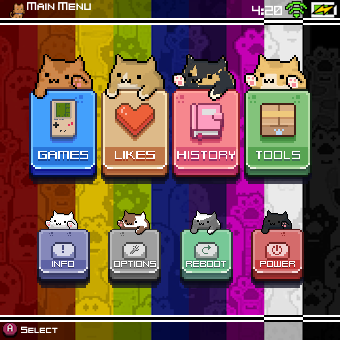 Main Menu 4:20
GAMES LIKES HISTORY TOOLS
INFO OPTIONS REBOOT POWER
A Select